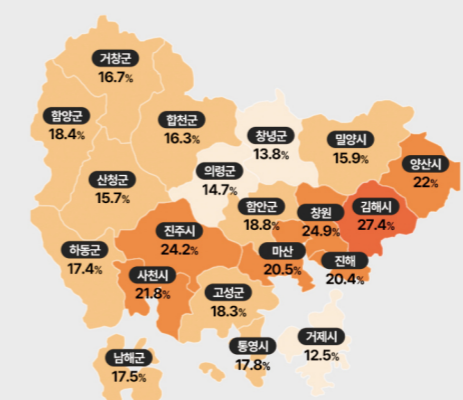 거창군
16.7%
함양군
18.4%
합천군
16.3%
창녕군
13.8%
밀양시
15.9%
양산시
22%
산청군
15.7%
의령군
14.7%
함안군
18.8%
창원
24.9%
김해시
27.4%
진주시
24.2%
하동군
17.4%
마산
20.5%
진해
20.4%
사천시
21.8%
고성군
18.3%
거제시
12.5%
통영시
17.8%
남해군
17.5%